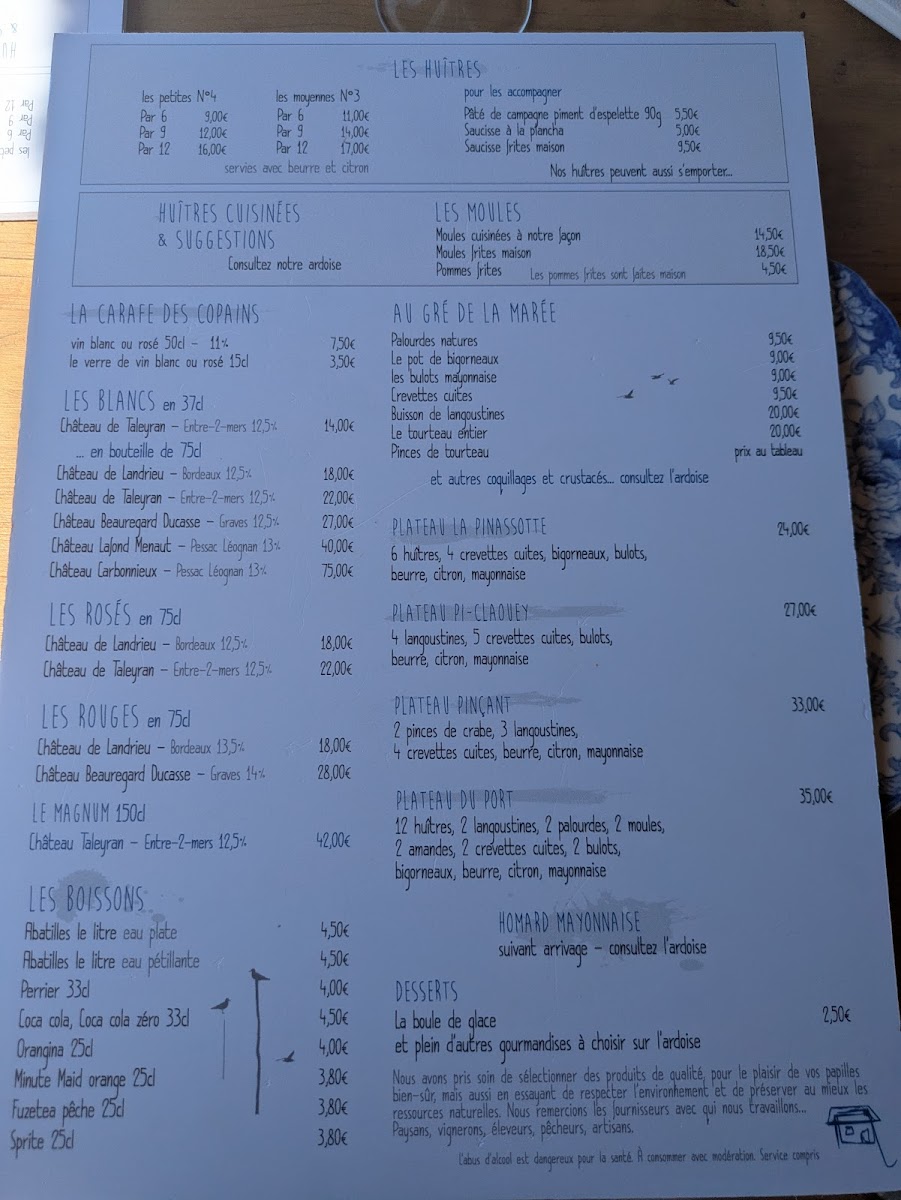 LES HUÎTRES
les petites N°4
Par 6 9,00€
Par 9 12,00€
Par 12 16,00€
les moyennes N°3
Par 6 11,00€
Par 9 14,00€
Par 12 17,00€
servies avec beurre et citron
pour les accompagner
Pâté de campagne piment d'espelette 90g 5,50€
Saucisse à la plancha 5,00€
Saucisse frites maison 9,50€
Nos huîtres peuvent aussi s'emporter...
HUÎTRES CUISINÉES
& SUGGESTIONS
Consultez notre ardoise
LES MOULES
Moules cuisinées à notre façon 14,50€
Moules frites maison 18,50€
Pommes frites Les pommes frites sont faites maison 4,50€
LA CARAFE DES COPAINS
vin blanc ou rosé 50cl - 11% 7,50€
le verre de vin blanc ou rosé 15cl 3,50€
LES BLANCS en 37cl
Château de Taleyran - Entre-2-mers 12,5% 14,00€
... en bouteille de 75cl
Château de Landrieu - Bordeaux 12,5% 18,00€
Château de Taleyran - Entre-2-mers 12,5% 22,00€
Château Beauregard Ducasse - Graves 12,5% 27,00€
Château Lafond Menaut - Pessac Léognan 13% 40,00€
Château Carbonnieux - Pessac Léognan 13% 75,00€
LES ROSÉS en 75cl
Château de Landrieu - Bordeaux 12,5% 18,00€
Château de Taleyran - Entre-2-mers 12,5% 22,00€
LES ROUGES en 75cl
Château de Landrieu - Bordeaux 13,5% 18,00€
Château Beauregard Ducasse - Graves 14% 28,00€
LE MAGNUM 150cl
Château Taleyran - Entre-2-mers 12,5% 42,00€
LES BOISSONS
Abatilles le litre eau plate 4,50€
Abatilles le litre eau pétillante 4,50€
Perrier 33cl 4,00€
Coca cola, Coca cola zéro 33cl 4,50€
Orangina 25cl 4,00€
Minute Maid orange 25cl 3,80€
Fuzetea pêche 25cl 3,80€
Sprite 25cl 3,80€
AU GRÉ DE LA MARÉE
Palourdes natures 9,50€
Le pot de bigorneaux 9,00€
les bulots mayonnaise 9,00€
Crevettes cuites 9,50€
Buisson de langoustines 20,00€
Le tourteau entier 20,00€
Pinces de tourteau prix au tableau
et autres coquillages et crustacés... consultez l'ardoise
PLATEAU LA PINASSOTTE 24,00€
6 huîtres, 4 crevettes cuites, bigorneaux, bulots,
beurre, citron, mayonnaise
PLATEAU PI-CLAOUEY 27,00€
4 langoustines, 5 crevettes cuites, bulots,
beurre, citron, mayonnaise
PLATEAU PINÇANT 33,00€
2 pinces de crabe, 3 langoustines,
4 crevettes cuites, beurre, citron, mayonnaise
PLATEAU DU PORT 35,00€
12 huîtres, 2 langoustines, 2 palourdes, 2 moules,
2 amandes, 2 crevettes cuites, 2 bulots,
bigorneaux, beurre, citron, mayonnaise
HOMARD MAYONNAISE
suivant arrivage - consultez l'ardoise
DESSERTS
La boule de glace 2,50€
et plein d'autres gourmandises à choisir sur l'ardoise
Nous avons pris soin de sélectionner des produits de qualité, pour le plaisir de vos papilles
bien-sûr, mais aussi en essayant de respecter l'environnement et de préserver au mieux les
ressources naturelles. Nous remercions les fournisseurs avec qui nous travaillons...
Paysans, vignerons, éleveurs, pêcheurs, artisans.
L'abus d'alcool est dangereux pour la santé. À consommer avec modération. Service compris
Par 12
Par 9
Par 6